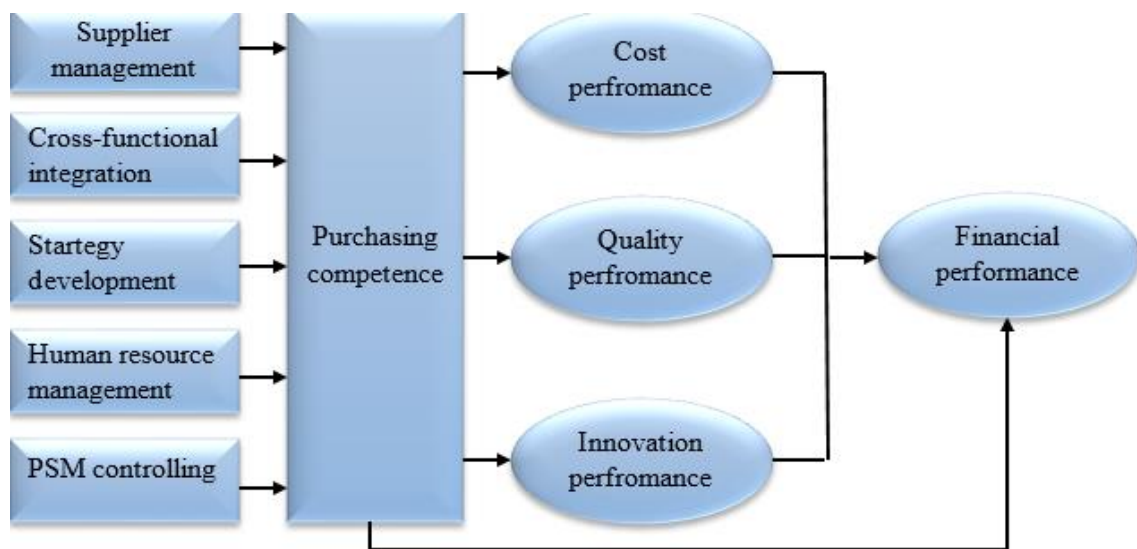 Supplier
management
Cross-functional
integration
Startegy
development
Human resource
management
PSM controlling
Purchasing
competence
Cost
perfromance
Quality
perfromance
Innovation
perfromance
Financial
performance